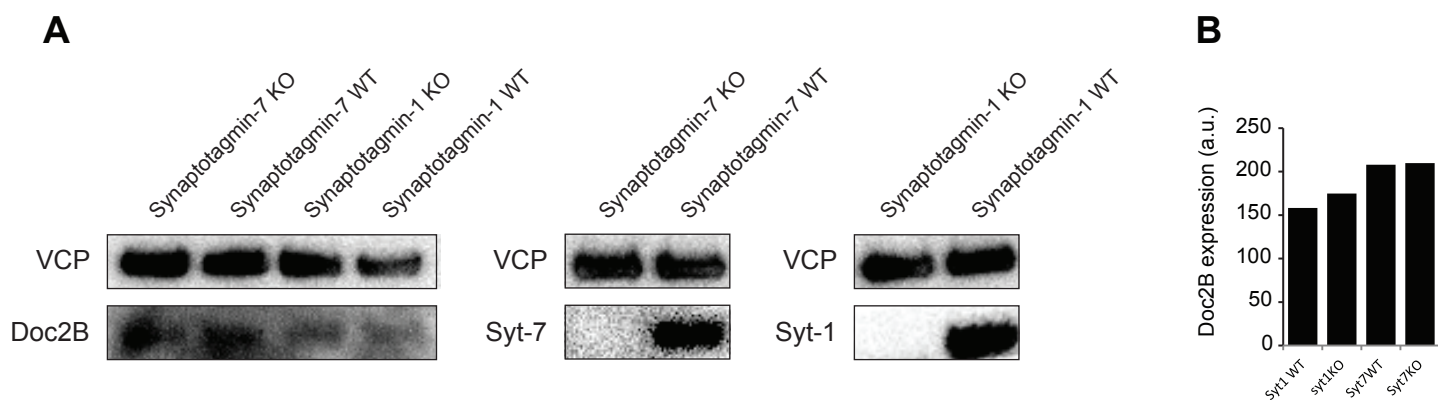 A
Synaptotagmin-7 KO
Synaptotagmin-7 WT
Synaptotagmin-1 KO
Synaptotagmin-1 WT
VCP
Doc2B
Synaptotagmin-7 KO
Synaptotagmin-7 WT
VCP
Syt-7
Synaptotagmin-1 KO
Synaptotagmin-1 WT
VCP
Syt-1
B
Doc2B expression (a.u.)
250
200
150
100
50
0
Syt1 WT
syt1KO
Syt7WT
Syt7KO